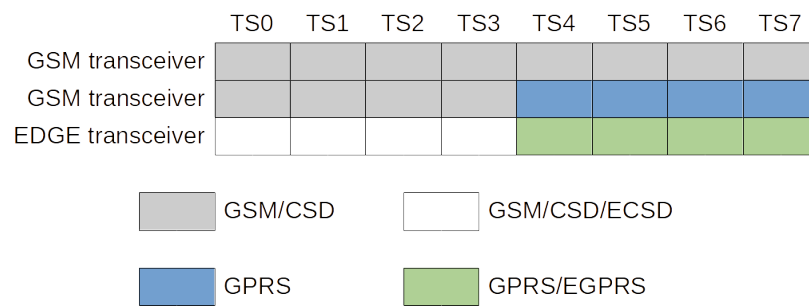 TS0 TS1 TS2 TS3 TS4 TS5 TS6 TS7
GSM transceiver
GSM transceiver
EDGE transceiver
GSM/CSD GSM/CSD/ECSD
GPRS GPRS/EGPRS